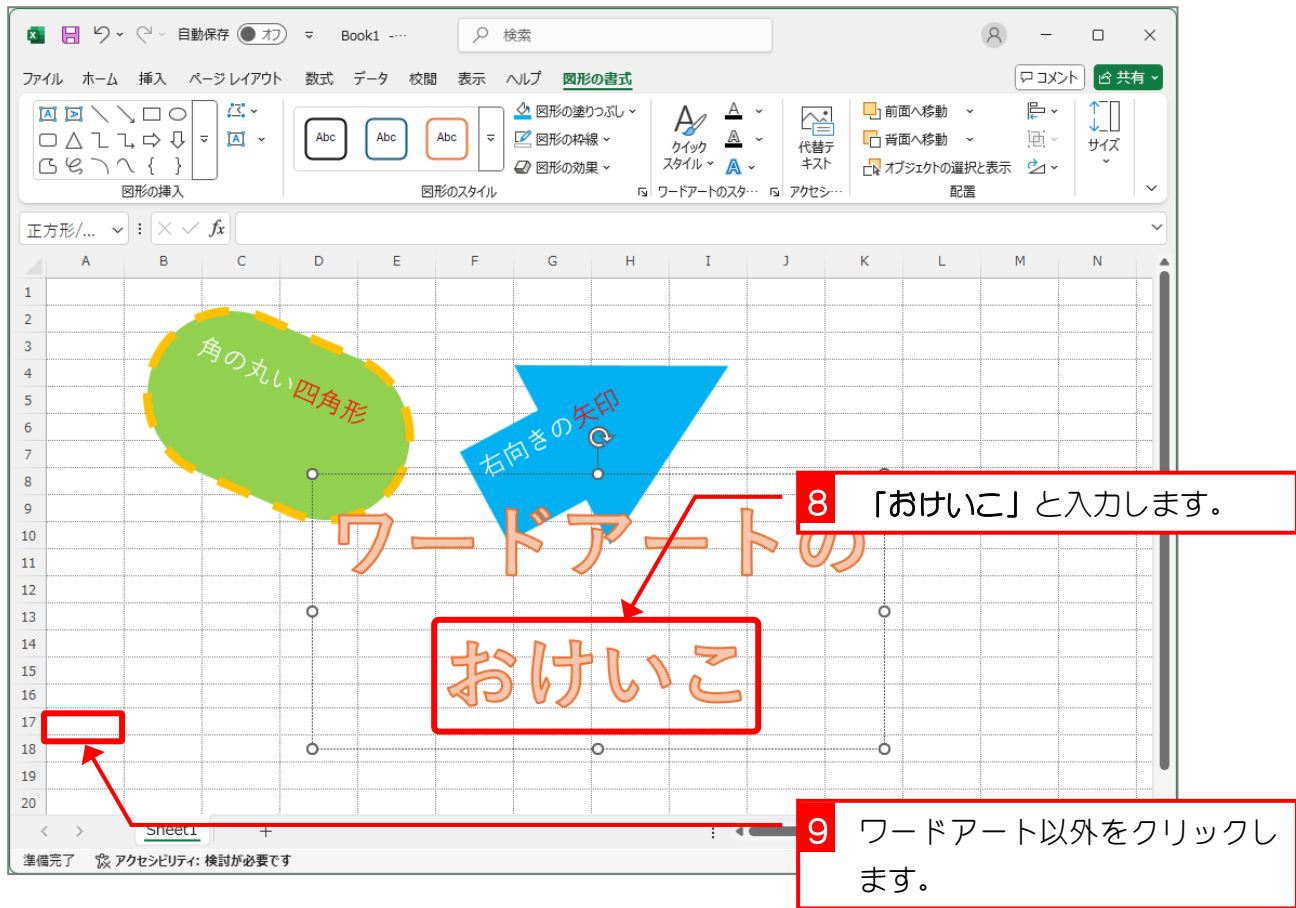 自動保存 オフ Book1 -… 検索
ファイル ホーム 挿入 ページ レイアウト 数式 データ 校閲 表示 ヘルプ 図形の書式 コメント 共有
図形の挿入
Abc Abc Abc
図形の塗りつぶし
図形の枠線
図形の効果
図形のスタイル
クイック
スタイル
A
A
A
ワードアートのスタ…
代替テ
キスト
アクセシ…
前面へ移動
背面へ移動
オブジェクトの選択と表示
配置
サイズ
正方形/... fx
A B C D E F G H I J K L M N
1
2
3
4
5
6
7
8
9
10
11
12
13
14
15
16
17
18
19
20
角の丸い四角形
右向きの矢印
ワードアートの
おけいこ
8 「おけいこ」と入力します。
9 ワードアート以外をクリックし
ます。
Sheet1 +
準備完了 アクセシビリティ: 検討が必要です